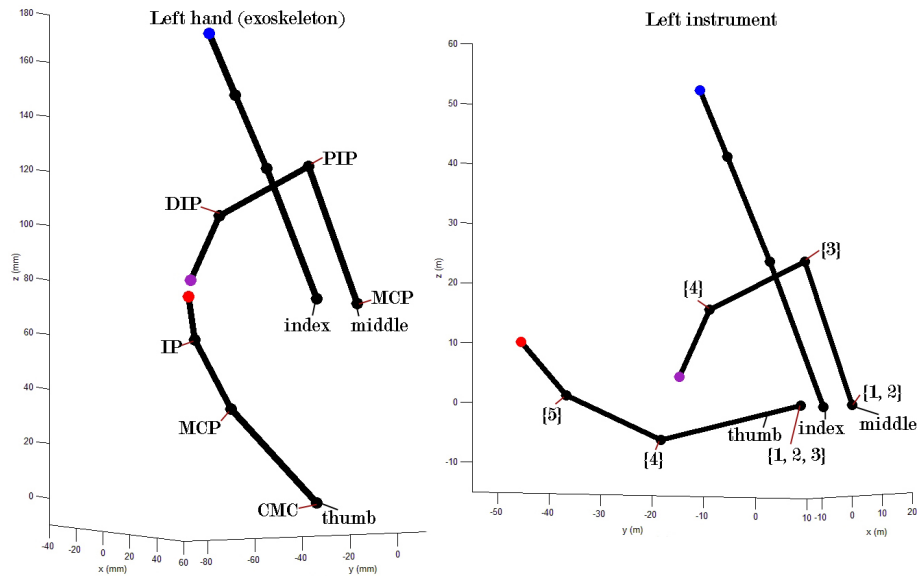 Left hand (exoskeleton)
180
160
140
120
100
80
60
40
20
0
z (mm)
PIP
DIP
MCP
index
middle
IP
MCP
CMC
thumb
-40
-20
0
20
40
60
x (mm)
-80
-60
-40
-20
0
y (mm)
Left instrument
60
50
40
30
20
10
0
-10
z (m)
{3}
{4}
{1, 2}
middle
index
thumb
{1, 2, 3}
{5}
{4}
-50
-40
-30
-20
-10
0
10
y (m)
-10
0
10
20
x (m)